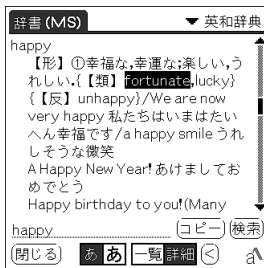 辞書(MS) ▼ 英和辞典
happy
【形】①幸福な,幸運な;楽しい,う
れしい.{【類】fortunate,lucky}
{【反】unhappy}/We are now
very happy 私たちはいまはたい
へん幸福です/a happy smile うれ
しそうな微笑
A Happy New Year! あけましてお
めでとう
Happy birthday to you!(Many
happy コピー 検索
閉じる あ あ 一覧 詳細 < a